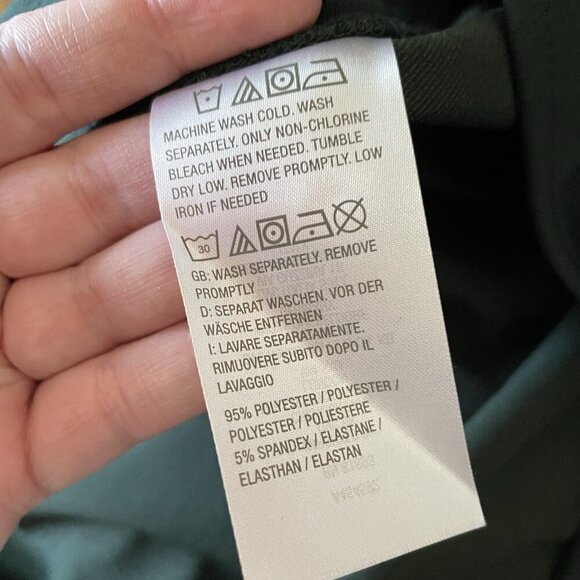 MACHINE WASH COLD. WASH
SEPARATELY. ONLY NON-CHLORINE
BLEACH WHEN NEEDED. TUMBLE
DRY LOW. REMOVE PROMPTLY. LOW
IRON IF NEEDED
30
GB: WASH SEPARATELY. REMOVE
PROMPTLY
D: SEPARAT WASCHEN. VOR DER
WÄSCHE ENTFERNEN
I: LAVARE SEPARATAMENTE.
RIMUOVERE SUBITO DOPO IL
LAVAGGIO
95% POLYESTER / POLYESTER /
POLYESTER / POLIESTERE
5% SPANDEX / ELASTANE /
ELASTHAN / ELASTAN